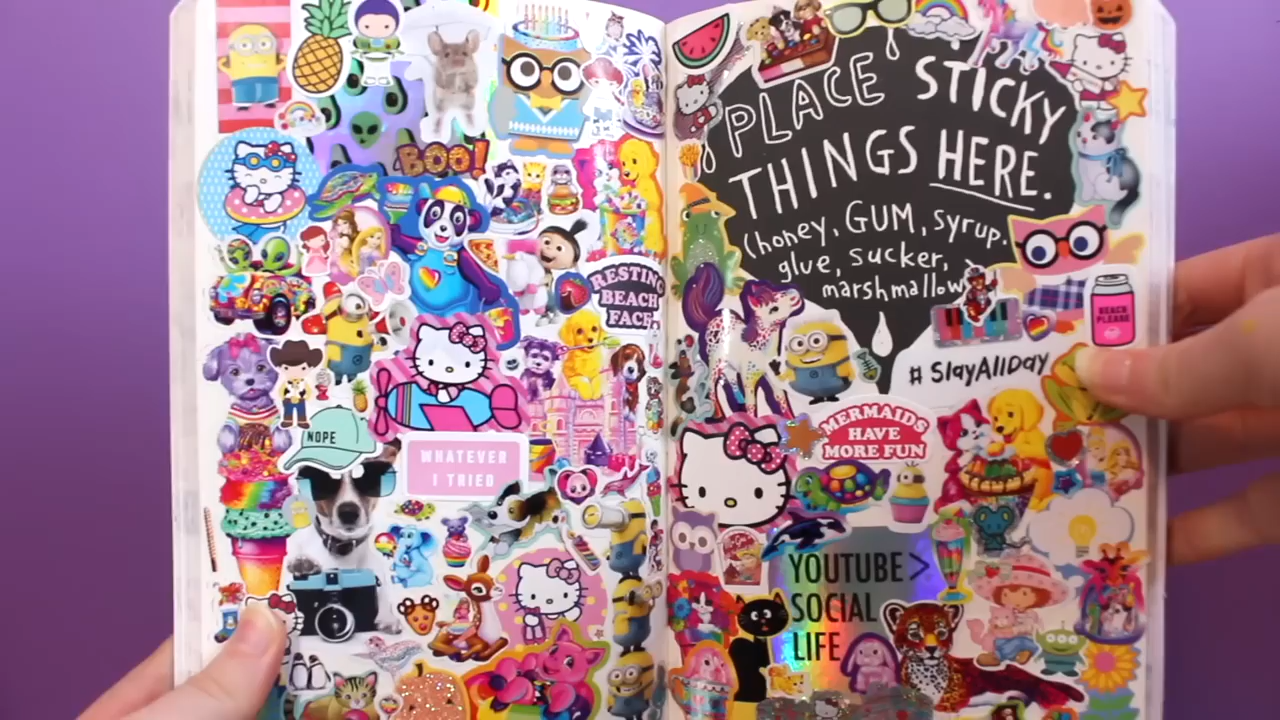 BOO!
RESTING
BEACH
FACE
NOPE
WHATEVER
I TRIED
PLACE STICKY
THINGS HERE.
(honey, GUM, syrup.
glue, sucker,
marshmallow
BEACH
PLEASE
# SlayAllDay
MERMAIDS
HAVE
MORE FUN
YOUTUBE >
SOCIAL
LIFE